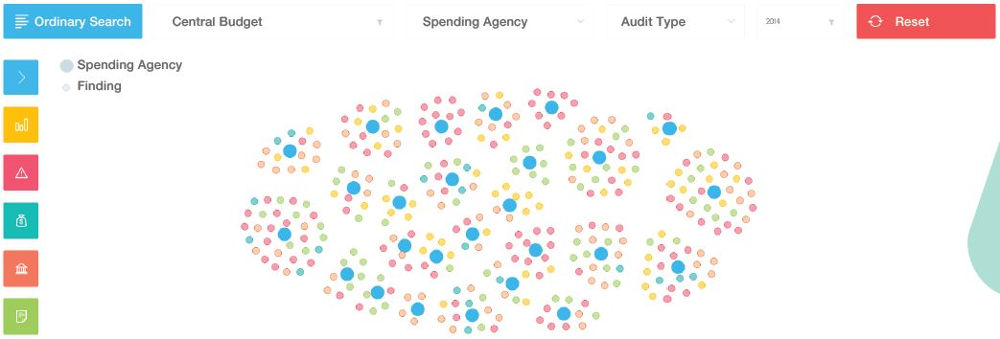 Ordinary Search
Central Budget
Spending Agency
Audit Type
2014
Reset
Spending Agency
Finding